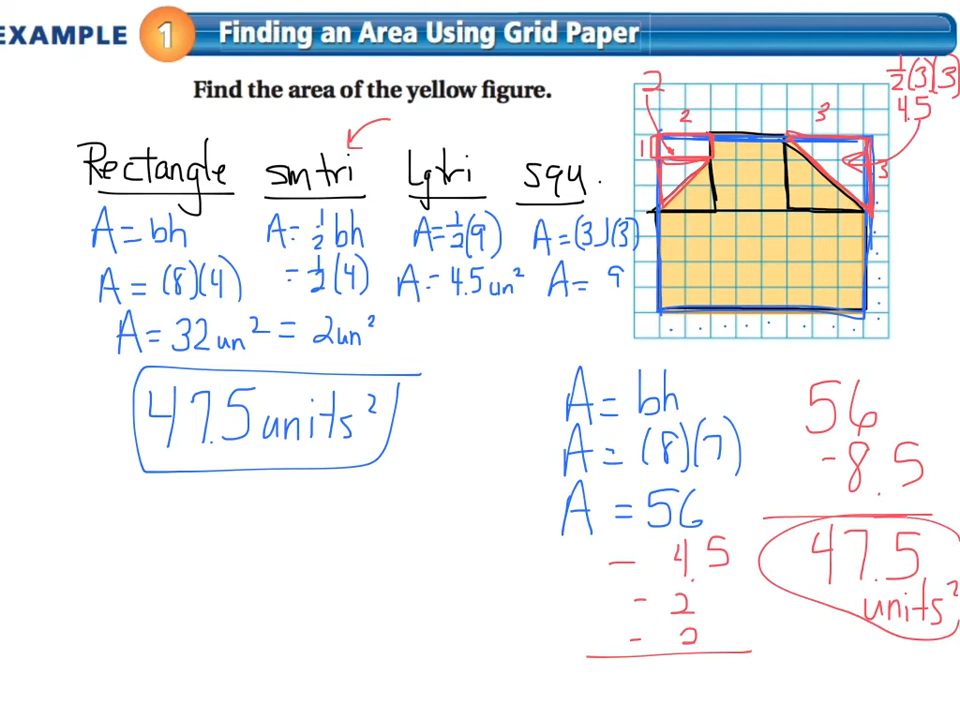 EXAMPLE 1 Finding an Area Using Grid Paper
Find the area of the yellow figure.
Rectangle sm tri Lg tri squ.
A = bh A = 1/2 bh A = 1/2(9) A = (3)(3)
A = (8)(4) = 1/2(4) A = 4.5 un² A = 9
A = 32 un² = 2 un²
47.5 units²
2
2
1
3
3
1/2(3)(3)
4.5
A = bh
A = (8)(7)
A = 56
- 4.5
- 2
- 2
56
- 8.5
47.5
units²